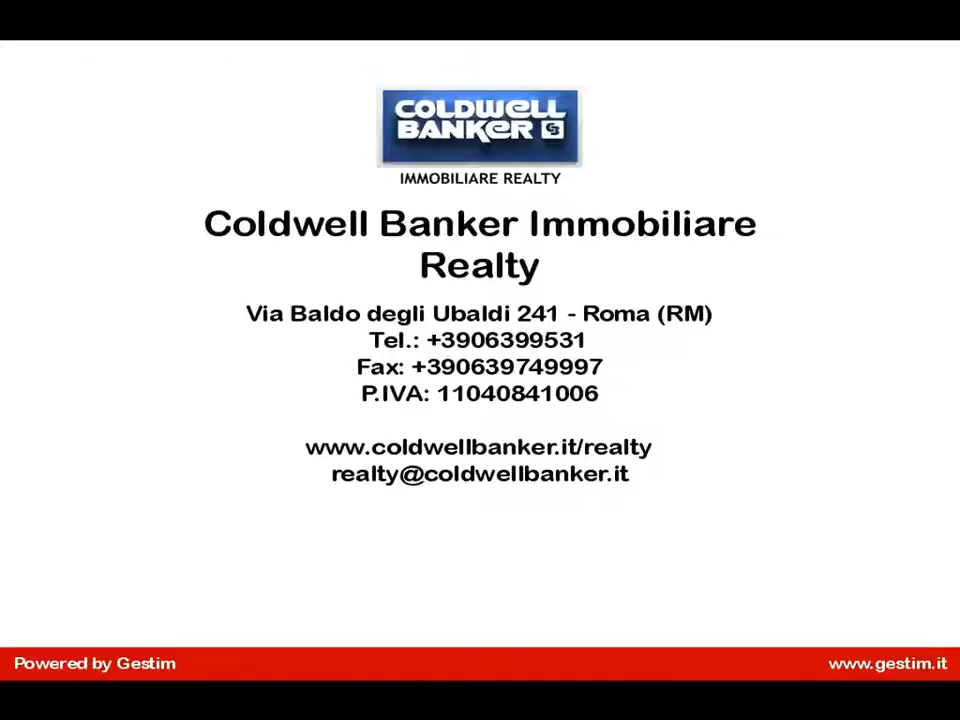 COLDWELL
BANKER CB
IMMOBILIARE REALTY
Coldwell Banker Immobiliare
Realty
Via Baldo degli Ubaldi 241 - Roma (RM)
Tel.: +3906399531
Fax: +390639749997
P.IVA: 11040841006
www.coldwellbanker.it/realty
realty@coldwellbanker.it
Powered by Gestim www.gestim.it